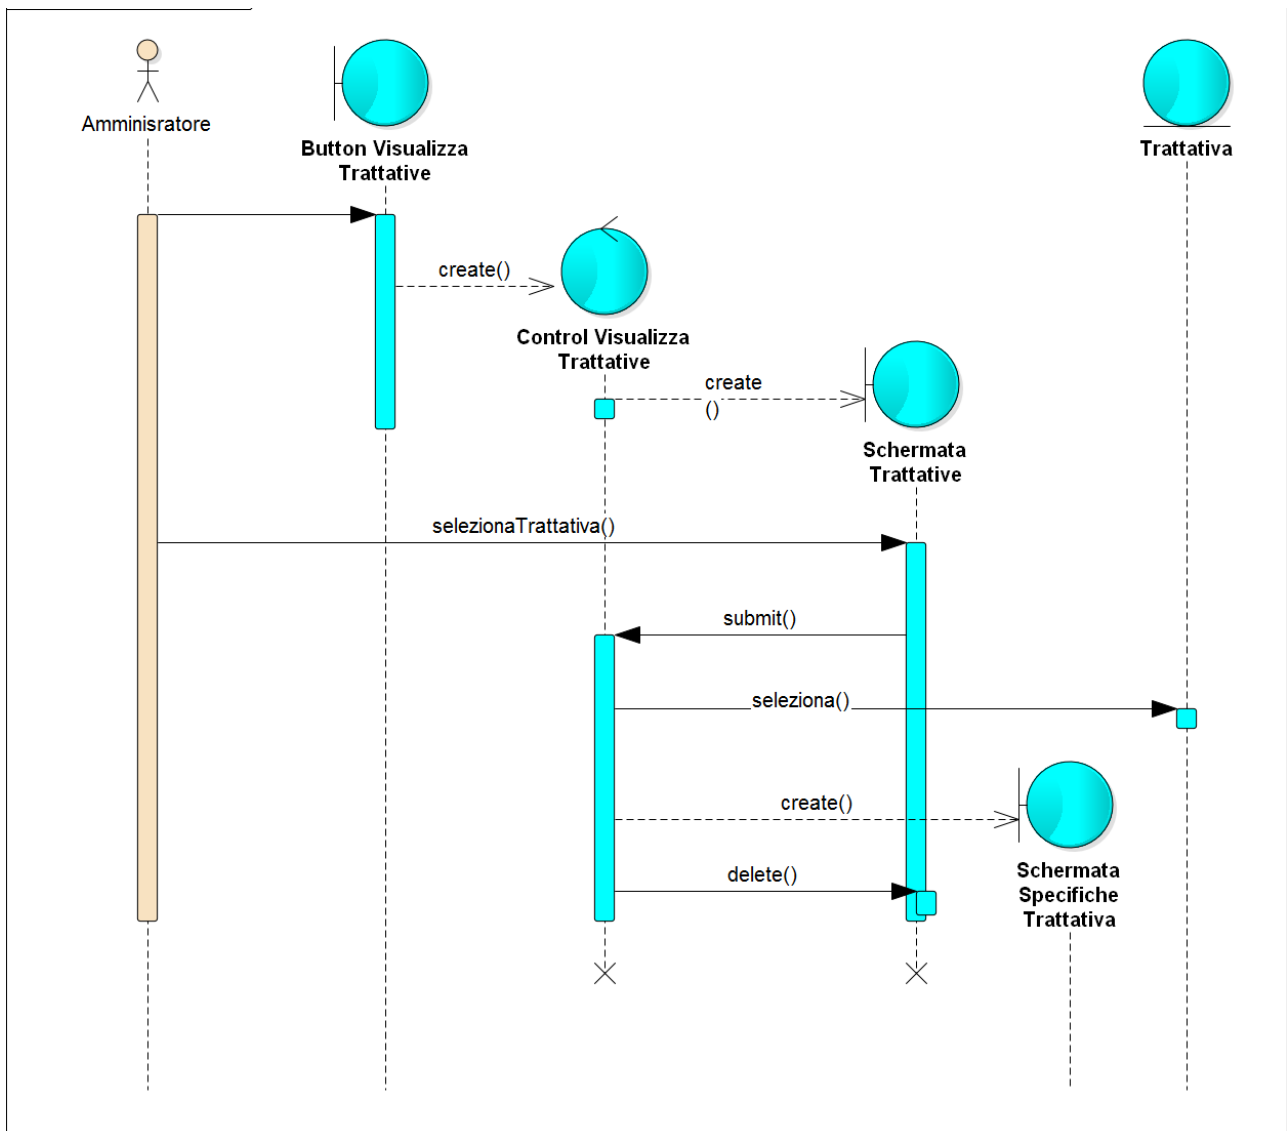 Amminisratore
Button Visualizza
Trattative
Trattativa
create()
Control Visualizza
Trattative
create
()
Schermata
Trattative
selezionaTrattativa()
submit()
seleziona()
create()
Schermata
Specifiche
Trattativa
delete()